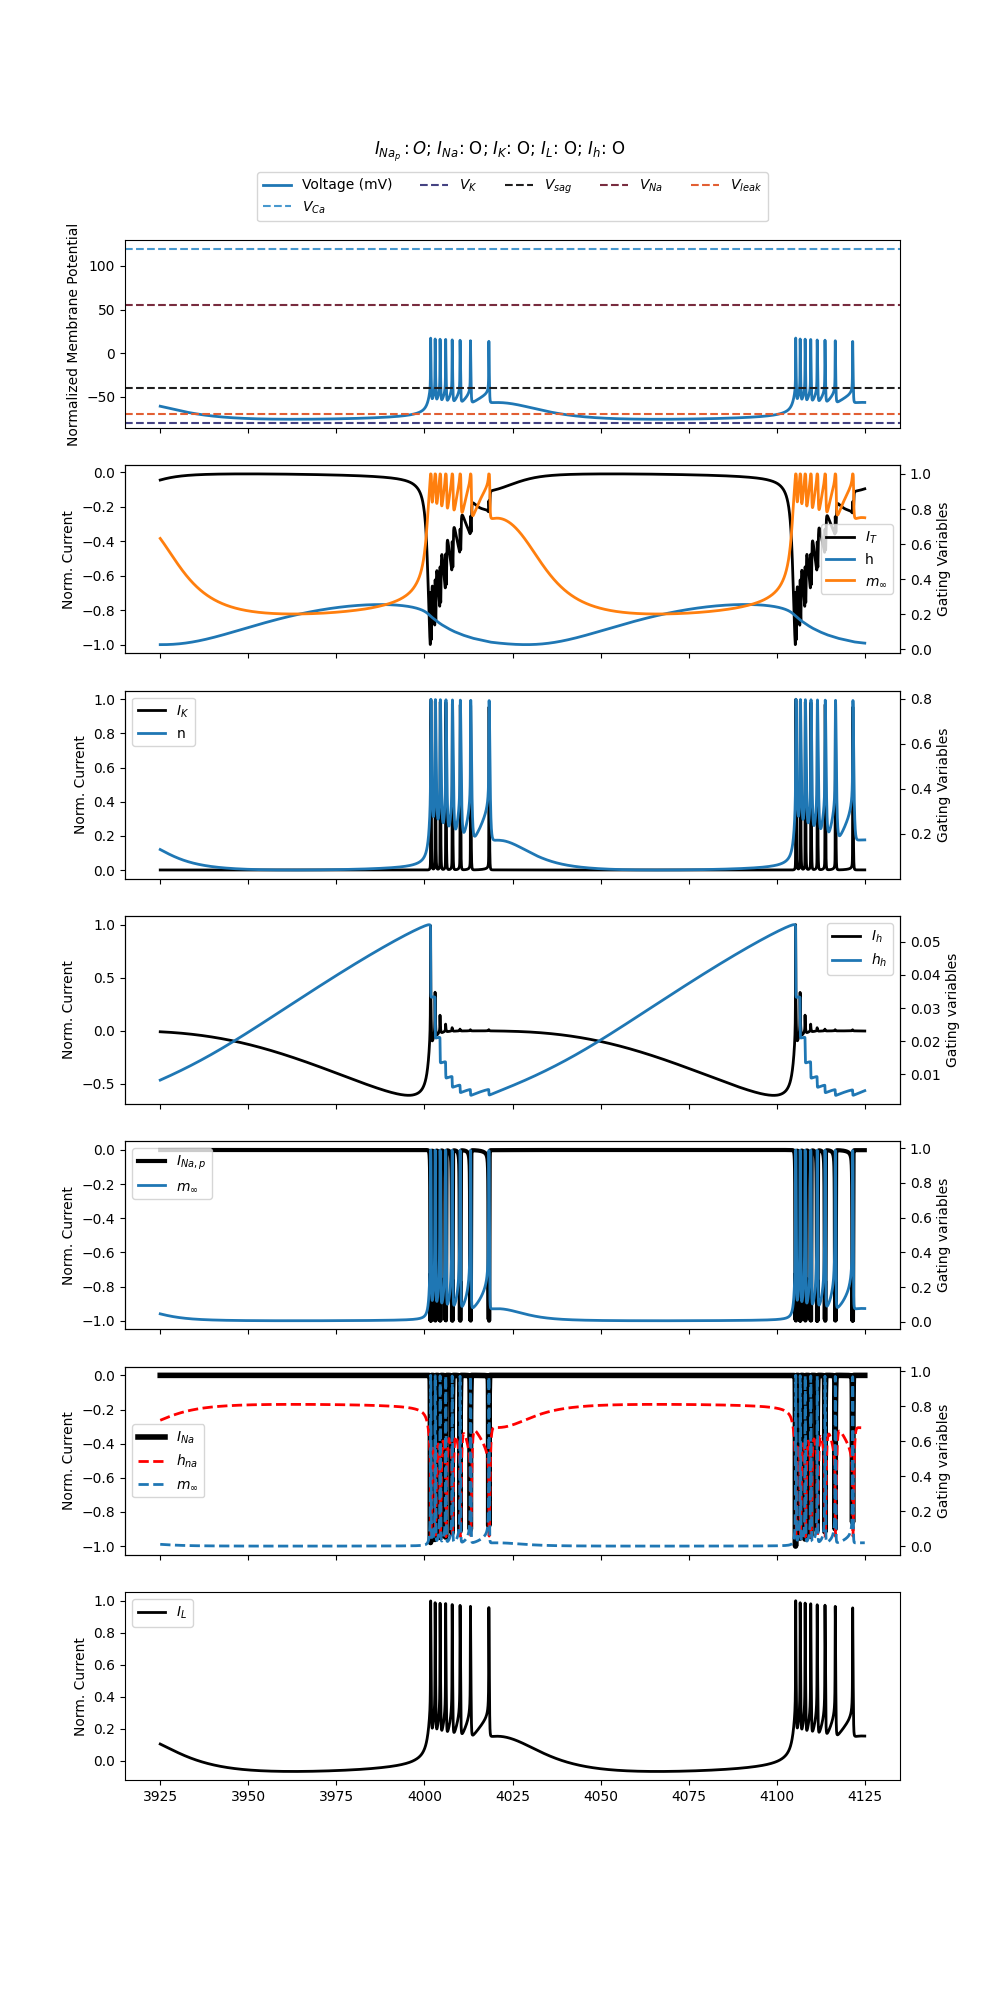 I_{Na_p}: O; I_{Na}: O; I_K: O; I_L: O; I_h: O
Voltage (mV) V_K V_{sag} V_{Na} V_{leak}
V_{Ca}
Normalized Membrane Potential
100
50
0
−50
Norm. Current
0.0
−0.2
−0.4
−0.6
−0.8
−1.0
I_T
h
m_∞
1.0
0.8
0.6
0.4
0.2
0.0
Gating Variables
Norm. Current
1.0
0.8
0.6
0.4
0.2
0.0
I_K
n
0.8
0.6
0.4
0.2
Gating Variables
Norm. Current
1.0
0.5
0.0
−0.5
I_h
h_h
0.05
0.04
0.03
0.02
0.01
Gating variables
Norm. Current
0.0
−0.2
−0.4
−0.6
−0.8
−1.0
I_{Na,p}
m_∞
1.0
0.8
0.6
0.4
0.2
0.0
Gating variables
Norm. Current
0.0
−0.2
−0.4
−0.6
−0.8
−1.0
I_{Na}
h_{na}
m_∞
1.0
0.8
0.6
0.4
0.2
0.0
Gating variables
Norm. Current
1.0
0.8
0.6
0.4
0.2
0.0
I_L
3925 3950 3975 4000 4025 4050 4075 4100 4125